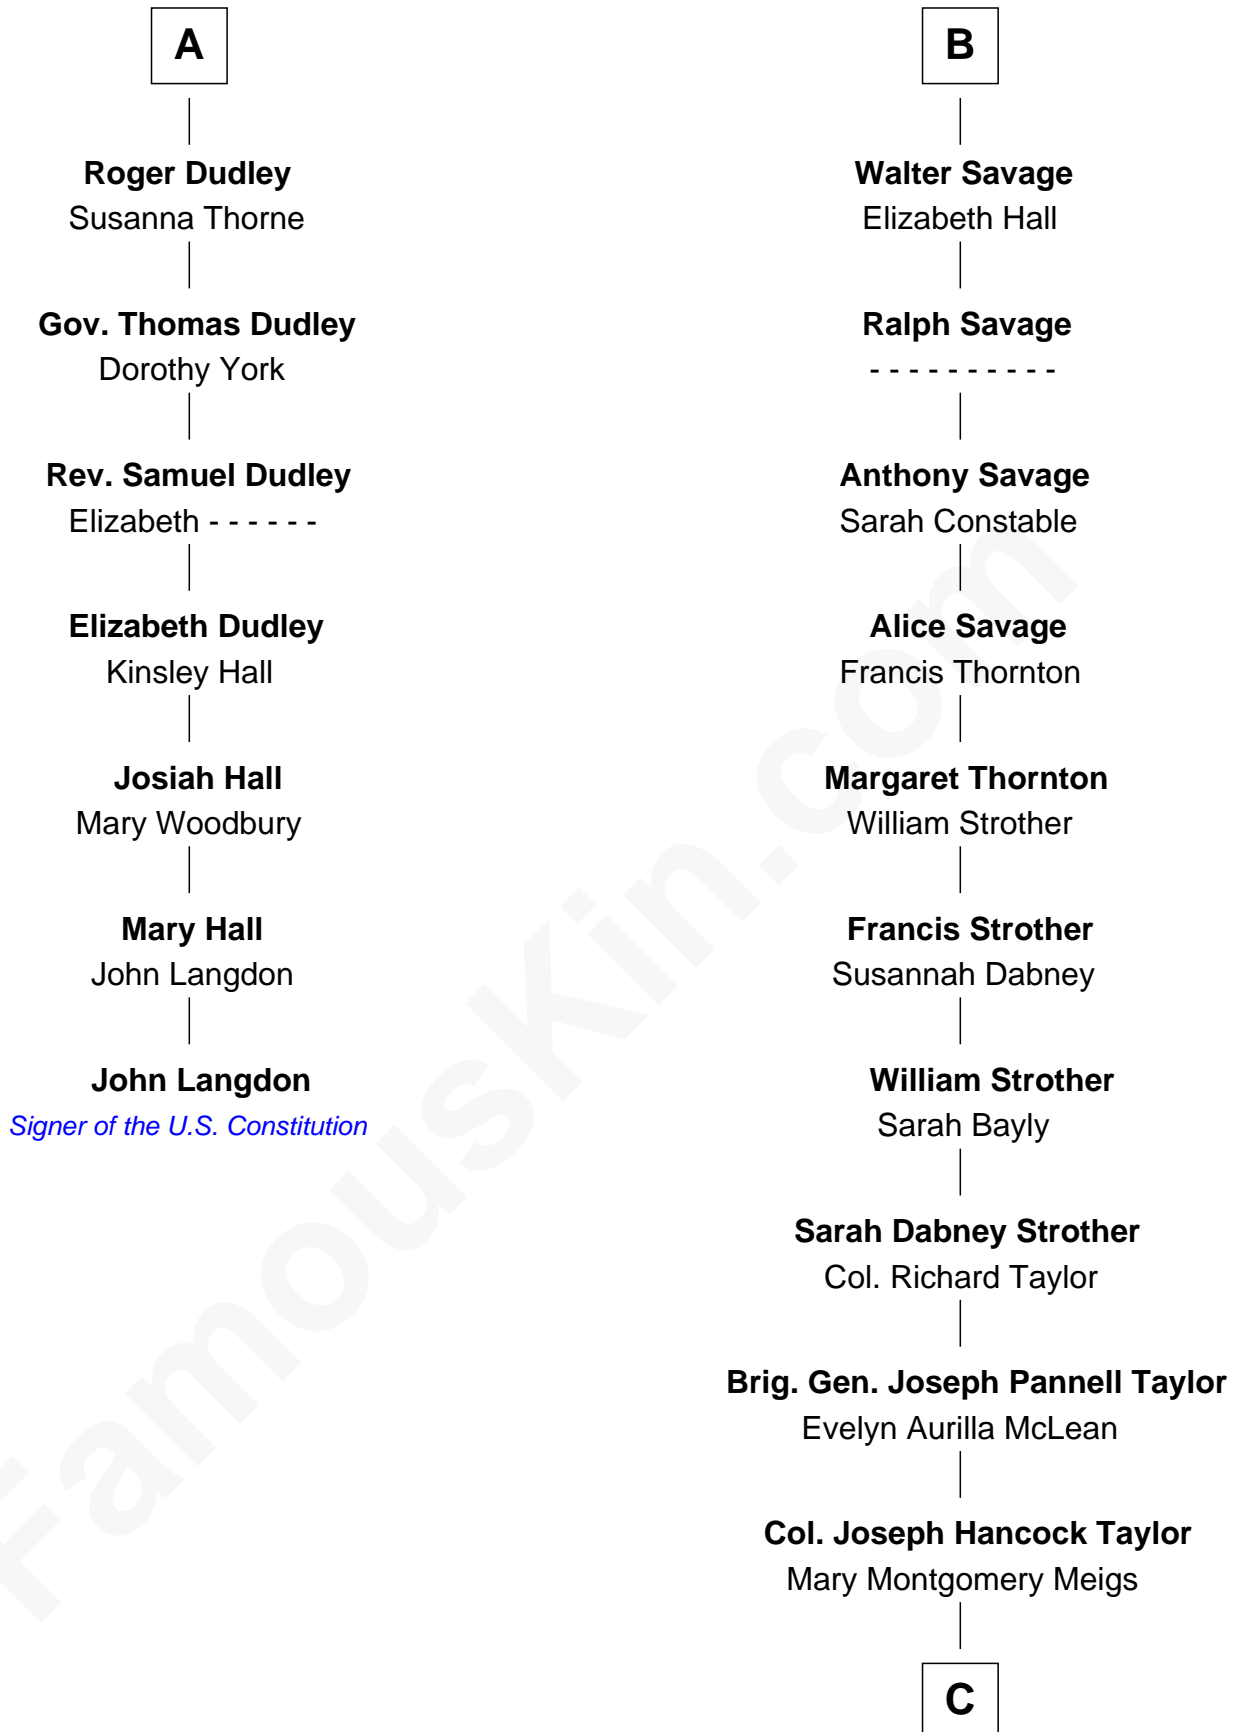 A
Roger Dudley
Susanna Thorne
Gov. Thomas Dudley
Dorothy York
Rev. Samuel Dudley
Elizabeth - - - - - -
Elizabeth Dudley
Kinsley Hall
Josiah Hall
Mary Woodbury
Mary Hall
John Langdon
John Langdon
Signer of the U.S. Constitution
B
Walter Savage
Elizabeth Hall
Ralph Savage
- - - - - - - - - -
Anthony Savage
Sarah Constable
Alice Savage
Francis Thornton
Margaret Thornton
William Strother
Francis Strother
Susannah Dabney
William Strother
Sarah Bayly
Sarah Dabney Strother
Col. Richard Taylor
Brig. Gen. Joseph Pannell Taylor
Evelyn Aurilla McLean
Col. Joseph Hancock Taylor
Mary Montgomery Meigs
C
FamousKin.com